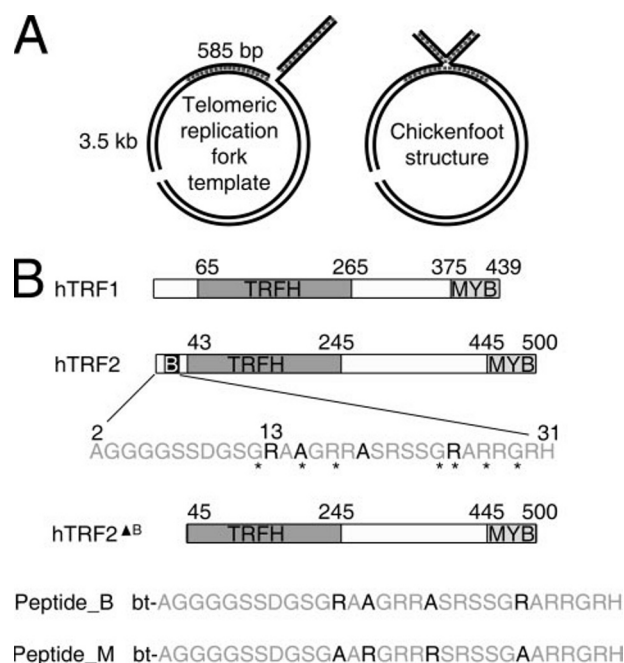 A
585 bp
Telomeric
replication
fork
template
3.5 kb
Chickenfoot
structure
B
65 265 375 439
hTRF1 TRFH MYB
43 245 445 500
hTRF2 B TRFH MYB
2 13 31
AGGGGSSDGSGRAAGRRASRSSGRARRGRH
* * * * * * *
45 245 445 500
hTRF2▲B TRFH MYB
Peptide_B bt-AGGGGSSDGSGRAAGRRASRSSGRARRGRH
Peptide_M bt-AGGGGSSDGSGAARGRRRSRSSGAARRGRH